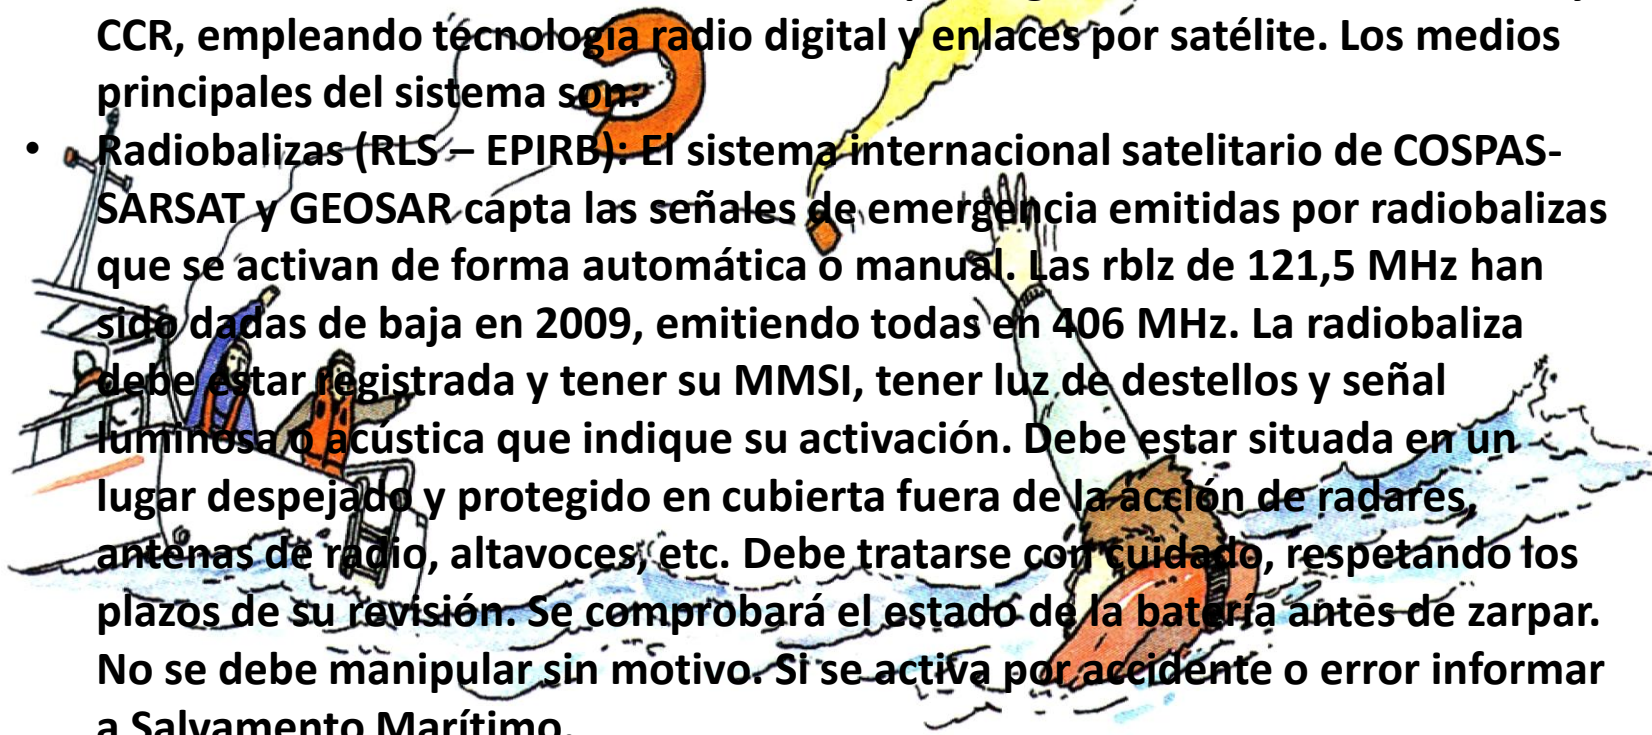 CCR, empleando tecnología radio digital y enlaces por satélite. Los medios
principales del sistema son:
• Radiobalizas (RLS – EPIRB): El sistema internacional satelitario de COSPAS-
SARSAT y GEOSAR capta las señales de emergencia emitidas por radiobalizas
que se activan de forma automática o manual. Las rblz de 121,5 MHz han
sido dadas de baja en 2009, emitiendo todas en 406 MHz. La radiobaliza
debe estar registrada y tener su MMSI, tener luz de destellos y señal
luminosa o acústica que indique su activación. Debe estar situada en un
lugar despejado y protegido en cubierta fuera de la acción de radares,
antenas de radio, altavoces, etc. Debe tratarse con cuidado, respetando los
plazos de su revisión. Se comprobará el estado de la batería antes de zarpar.
No se debe manipular sin motivo. Si se activa por accidente o error informar
a Salvamento Marítimo.